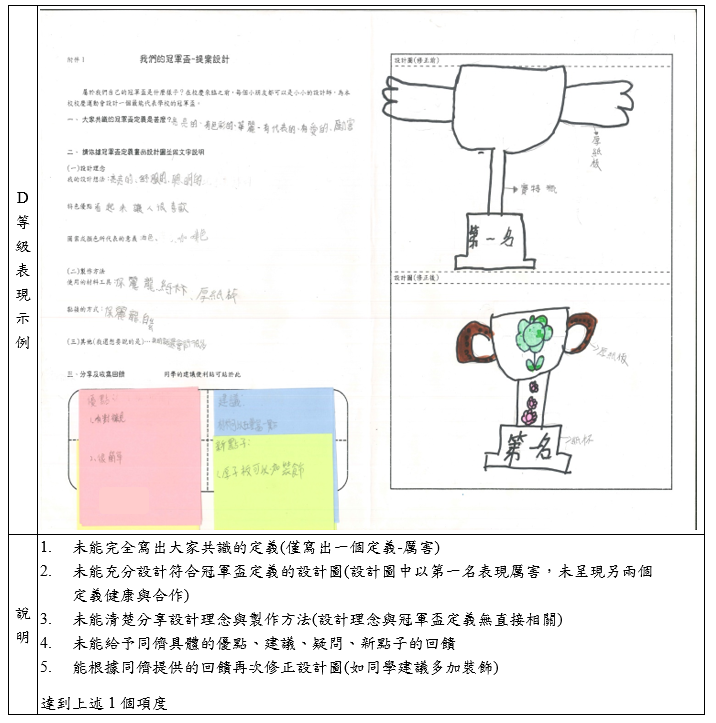 D
等
級
表
現
示
例
附件1
我們的冠軍盃-提案設計
屬於我們自己的冠軍盃是什麼樣子？在校慶來臨之前，每個小朋友都可以是小小的設計師，為本
校校慶運動會設計一個最能代表學校的冠軍盃。
一、大家共識的冠軍盃定義是甚麼？
二、請依據冠軍盃定義畫出設計圖並做文字說明
(一)設計理念
我的設計想法：
特色優點 看起來讓人很喜歡
圖案或顏色所代表的意義
(二)製作方法
使用的材料工具 保麗龍、紙杯、厚紙板
黏接的方式：保麗龍
(三)其他(我還想要說的是)…
三、分享及收集回饋
同學的建議便利貼可貼於此
優點：
建議：
新點子：
設計圖(修正前)
厚紙板
寶特瓶
第一名
設計圖(修正後)
厚紙板
紙杯
第一名
說
明
1. 未能完全寫出大家共識的定義(僅寫出一個定義-厲害)
2. 未能充分設計符合冠軍盃定義的設計圖(設計圖中以第一名表現厲害，未呈現另兩個
定義健康與合作)
3. 未能清楚分享設計理念與製作方法(設計理念與冠軍盃定義無直接相關)
4. 未能給予同儕具體的優點、建議、疑問、新點子的回饋
5. 能根據同儕提供的回饋再次修正設計圖(如同學建議多加裝飾)
達到上述1個項度